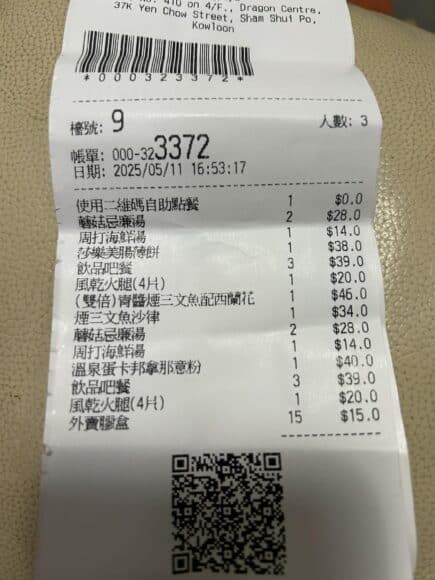 No. 410 on 4/F., Dragon Centre,
37K Yen Chow Street, Sham Shui Po,
Kowloon
*000323372*
檯號: 9 人數: 3
帳單: 000-323372
日期: 2025/05/11 16:53:17
使用二維碼自助點餐 1 $0.0
蘑菇忌廉湯 2 $28.0
周打海鮮湯 1 $14.0
莎樂美腸薄餅 1 $38.0
飲品吧餐 3 $39.0
風乾火腿(4片) 1 $20.0
(雙倍)青醬煙三文魚配西蘭花 1 $46.0
煙三文魚沙律 1 $34.0
蘑菇忌廉湯 2 $28.0
周打海鮮湯 1 $14.0
溫泉蛋卡邦拿那意粉 1 $40.0
飲品吧餐 3 $39.0
風乾火腿(4片) 1 $20.0
外賣膠盒 15 $15.0